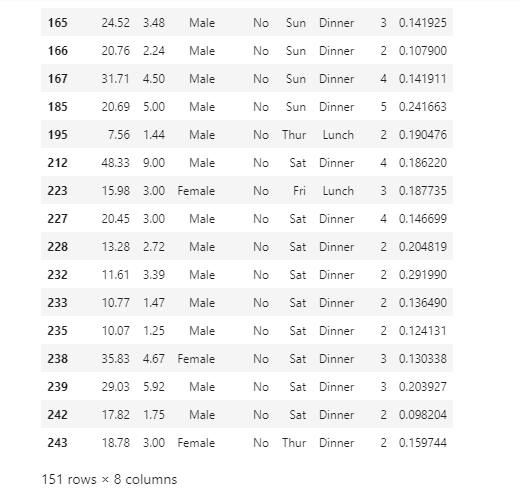 165 24.52 3.48 Male No Sun Dinner 3 0.141925
166 20.76 2.24 Male No Sun Dinner 2 0.107900
167 31.71 4.50 Male No Sun Dinner 4 0.141911
185 20.69 5.00 Male No Sun Dinner 5 0.241663
195 7.56 1.44 Male No Thur Lunch 2 0.190476
212 48.33 9.00 Male No Sat Dinner 4 0.186220
223 15.98 3.00 Female No Fri Lunch 3 0.187735
227 20.45 3.00 Male No Sat Dinner 4 0.146699
228 13.28 2.72 Male No Sat Dinner 2 0.204819
232 11.61 3.39 Male No Sat Dinner 2 0.291990
233 10.77 1.47 Male No Sat Dinner 2 0.136490
235 10.07 1.25 Male No Sat Dinner 2 0.124131
238 35.83 4.67 Female No Sat Dinner 3 0.130338
239 29.03 5.92 Male No Sat Dinner 3 0.203927
242 17.82 1.75 Male No Sat Dinner 2 0.098204
243 18.78 3.00 Female No Thur Dinner 2 0.159744
151 rows × 8 columns